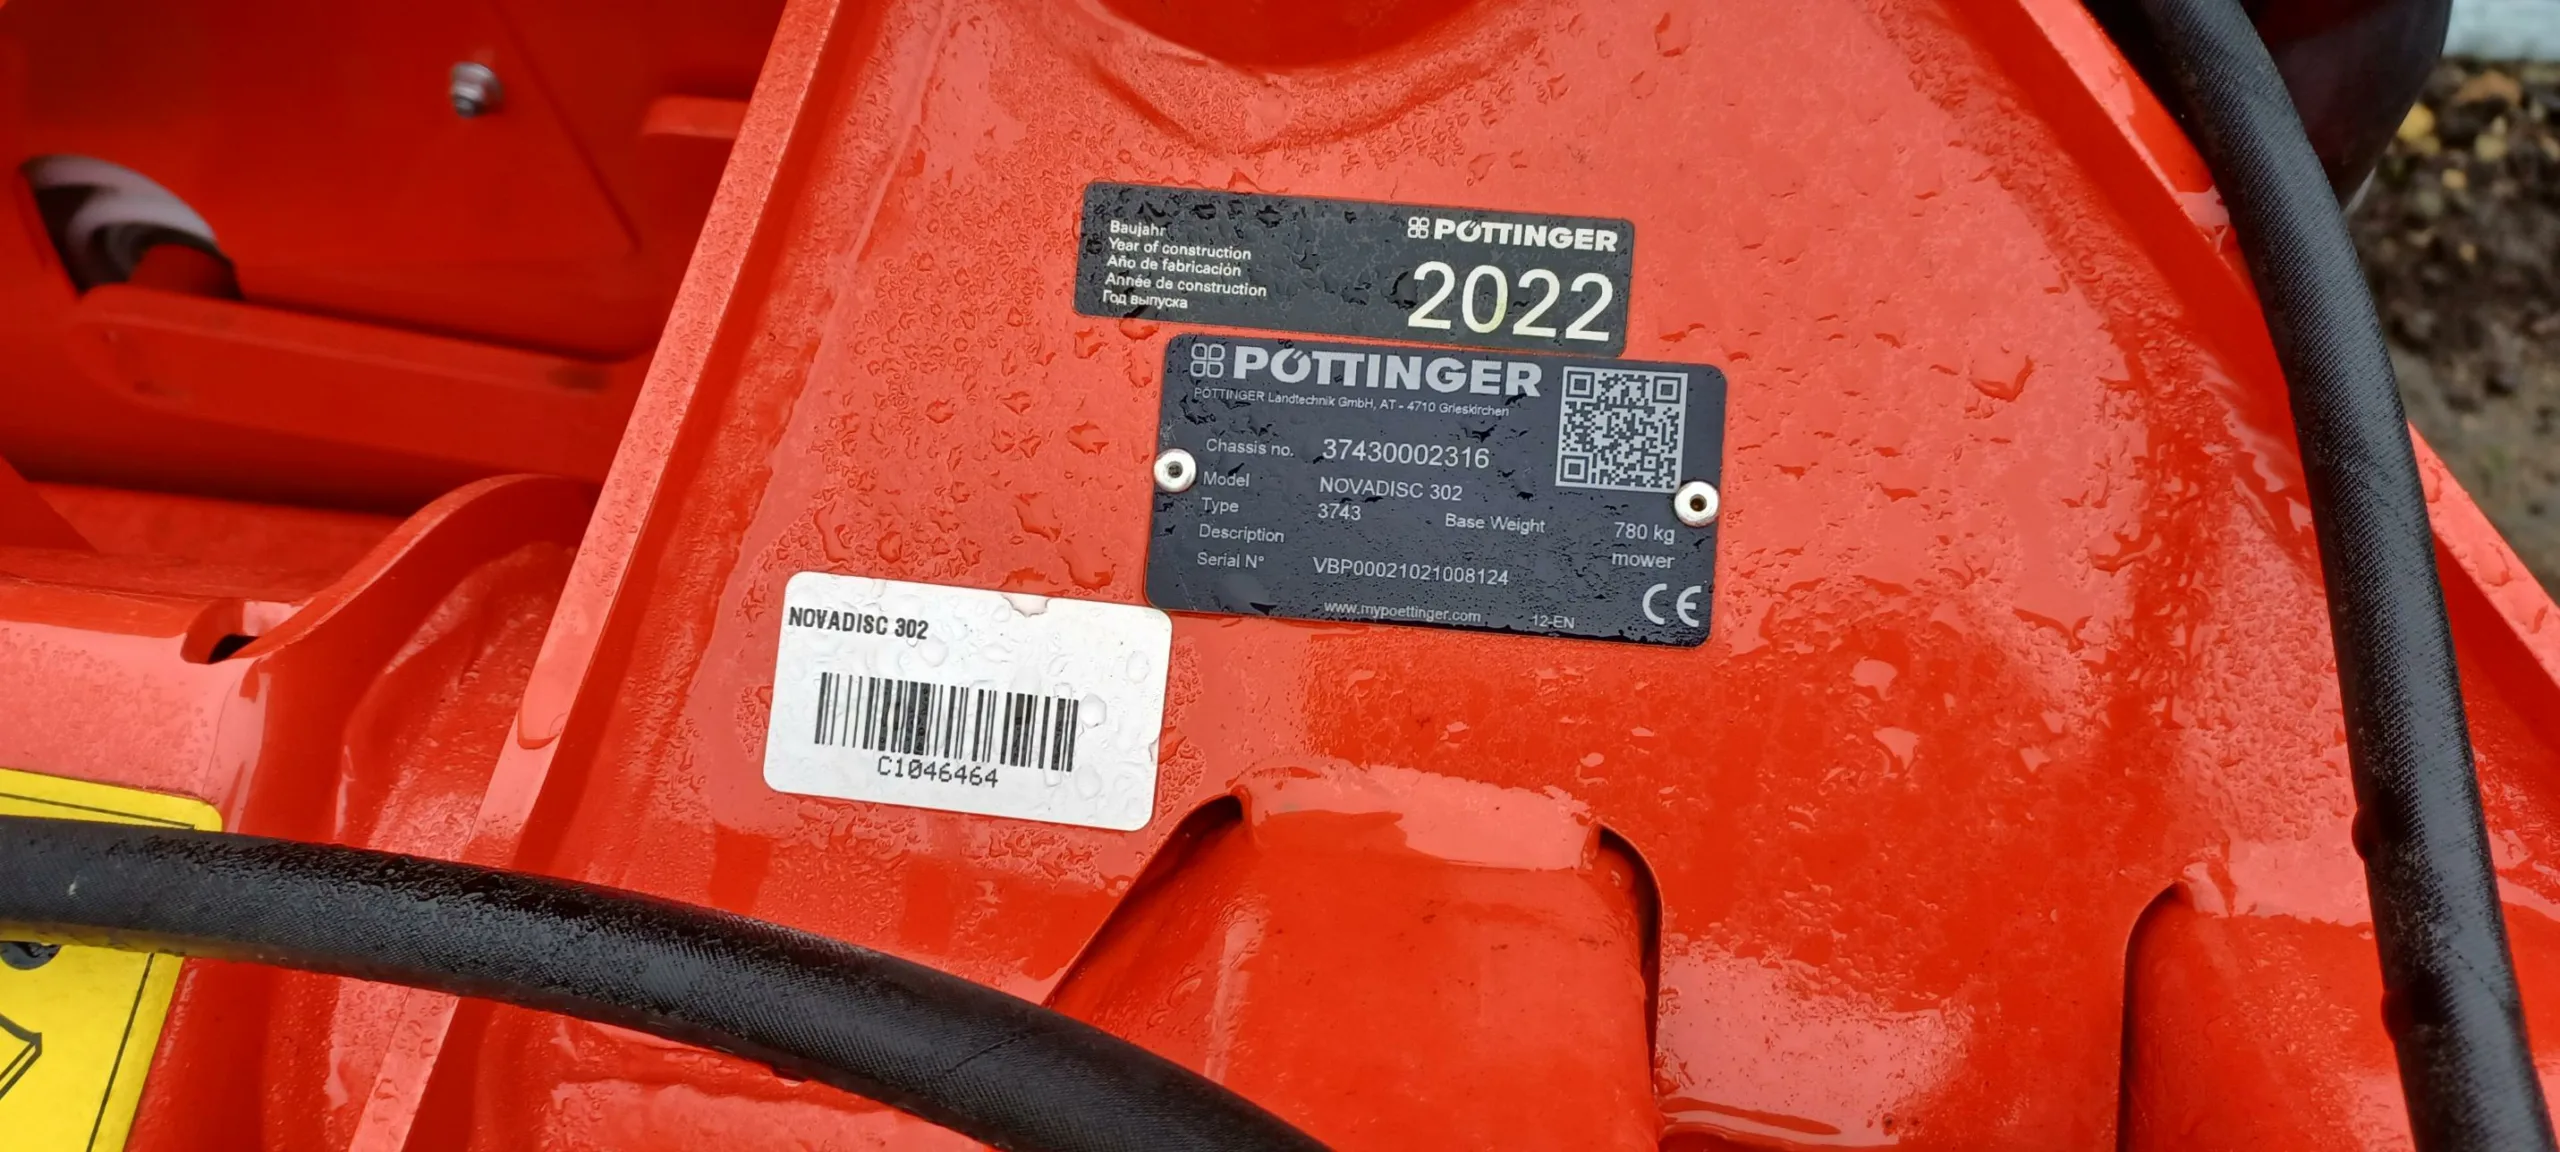 Baujahr
Year of construction
Año de fabricación
Année de construction
Год выпуска
PÖTTINGER
2022
PÖTTINGER
PÖTTINGER Landtechnik GmbH, AT - 4710 Grieskirchen
Chassis no. 37430002316
Model NOVADISC 302
Type 3743 Base Weight 780 kg
Description mower
Serial N° VBP00021021008124
www.mypoettinger.com 12-EN
CE
NOVADISC 302
C1046464